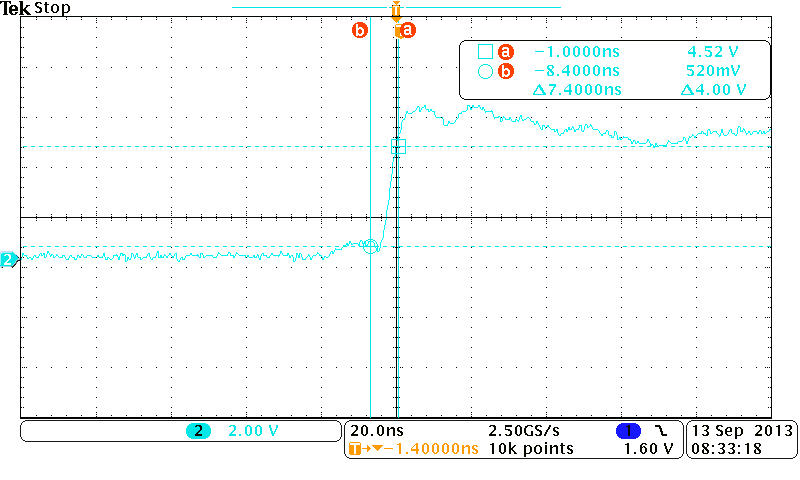 Tek Stop
T
b a
a −1.0000ns 4.52 V
b −8.4000ns 520mV
Δ7.4000ns Δ4.00 V
2
2 2.00 V
20.0ns 2.50GS/s 1
T→▼−1.40000ns 10k points 1.60 V
13 Sep 2013
08:33:18